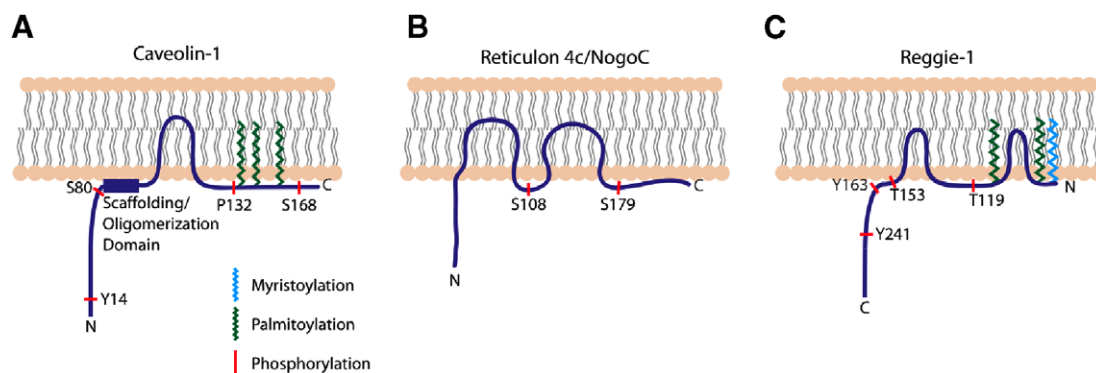 A
Caveolin-1
S80
Scaffolding/
Oligomerization
Domain
P132
S168
C
Y14
N
Myristoylation
Palmitoylation
Phosphorylation
B
Reticulon 4c/NogoC
S108
S179
C
N
C
Reggie-1
Y163
T153
T119
N
Y241
C